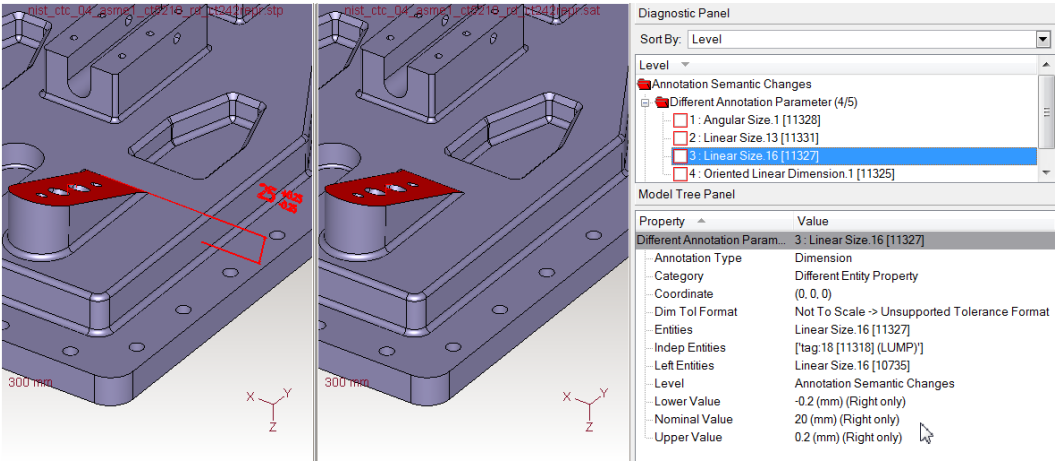 nist_ctc_04_asme1_ct5210_rd_ct242repr.stp
nist_ctc_04_asme1_ct5210_rd_ct242repr.sat
25
300 mm
X
Y
Z
300 mm
X
Y
Z
Diagnostic Panel
Sort By: Level
Level
Annotation Semantic Changes
Different Annotation Parameter (4/5)
1 : Angular Size.1 [11328]
2 : Linear Size.13 [11331]
3 : Linear Size.16 [11327]
4 : Oriented Linear Dimension.1 [11325]
Model Tree Panel
Property Value
Different Annotation Param... 3 : Linear Size.16 [11327]
Annotation Type Dimension
Category Different Entity Property
Coordinate (0, 0, 0)
Dim Tol Format Not To Scale -> Unsupported Tolerance Format
Entities Linear Size.16 [11327]
Indep Entities ['tag:18 [11318] (LUMP)']
Left Entities Linear Size.16 [10735]
Level Annotation Semantic Changes
Lower Value -0.2 (mm) (Right only)
Nominal Value 20 (mm) (Right only)
Upper Value 0.2 (mm) (Right only)